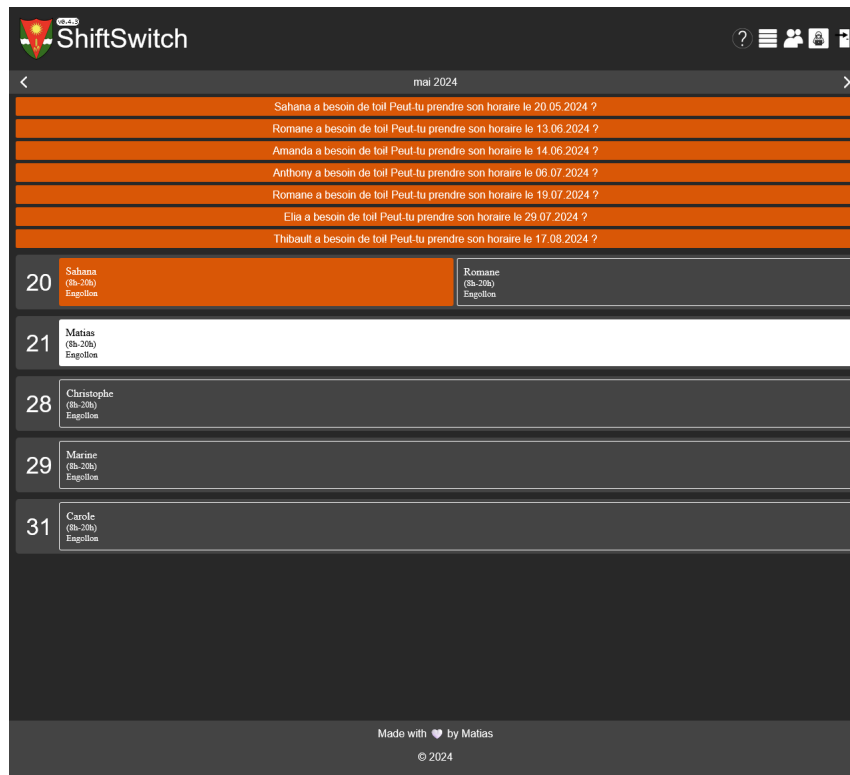 v0.4.3
ShiftSwitch
?
mai 2024
Sahana a besoin de toi! Peut-tu prendre son horaire le 20.05.2024 ?
Romane a besoin de toi! Peut-tu prendre son horaire le 13.06.2024 ?
Amanda a besoin de toi! Peut-tu prendre son horaire le 14.06.2024 ?
Anthony a besoin de toi! Peut-tu prendre son horaire le 06.07.2024 ?
Romane a besoin de toi! Peut-tu prendre son horaire le 19.07.2024 ?
Elia a besoin de toi! Peut-tu prendre son horaire le 29.07.2024 ?
Thibault a besoin de toi! Peut-tu prendre son horaire le 17.08.2024 ?
20
Sahana
(8h-20h)
Engollon
Romane
(8h-20h)
Engollon
21
Matias
(8h-20h)
Engollon
28
Christophe
(8h-20h)
Engollon
29
Marine
(8h-20h)
Engollon
31
Carole
(8h-20h)
Engollon
Made with 🤍 by Matias
© 2024